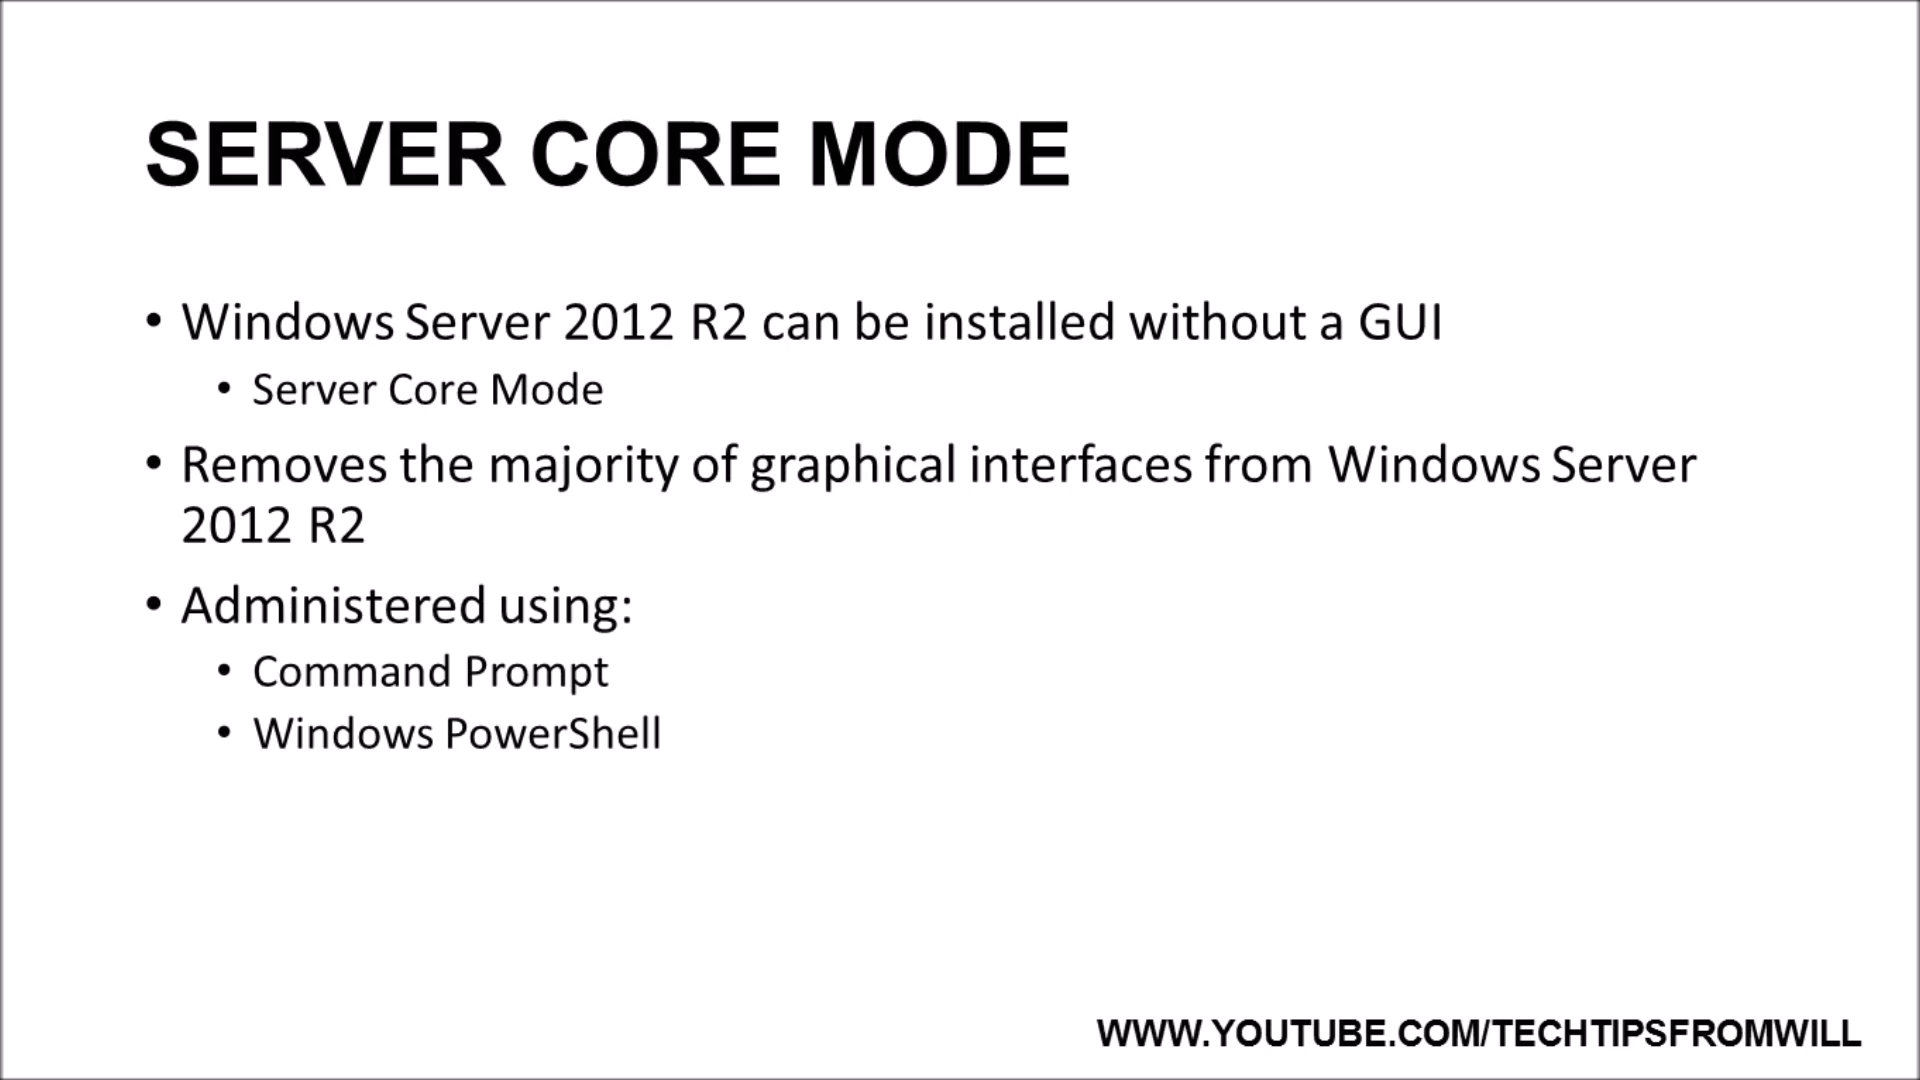 SERVER CORE MODE
• Windows Server 2012 R2 can be installed without a GUI
• Server Core Mode
• Removes the majority of graphical interfaces from Windows Server
2012 R2
• Administered using:
• Command Prompt
• Windows PowerShell
WWW.YOUTUBE.COM/TECHTIPSFROMWILL